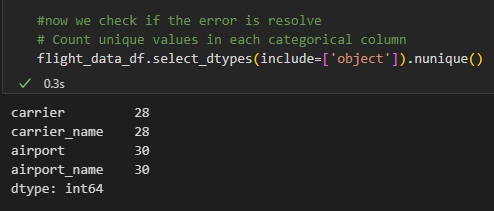 #now we check if the error is resolve
# Count unique values in each categorical column
flight_data_df.select_dtypes(include=['object']).nunique()
✓ 0.3s
carrier 28
carrier_name 28
airport 30
airport_name 30
dtype: int64